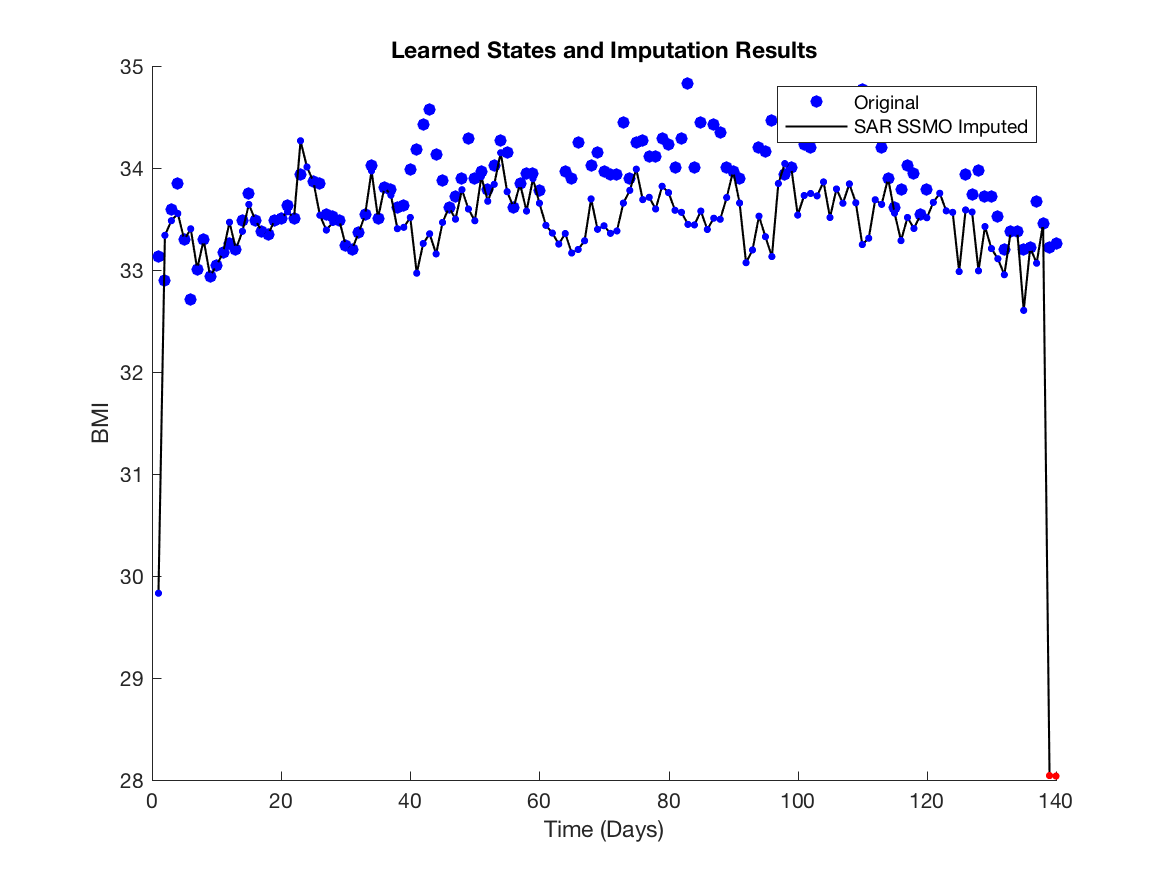 Learned States and Imputation Results
35
Original
SAR SSMO Imputed
34
33
32
BMI
31
30
29
28
0 20 40 60 80 100 120 140
Time (Days)